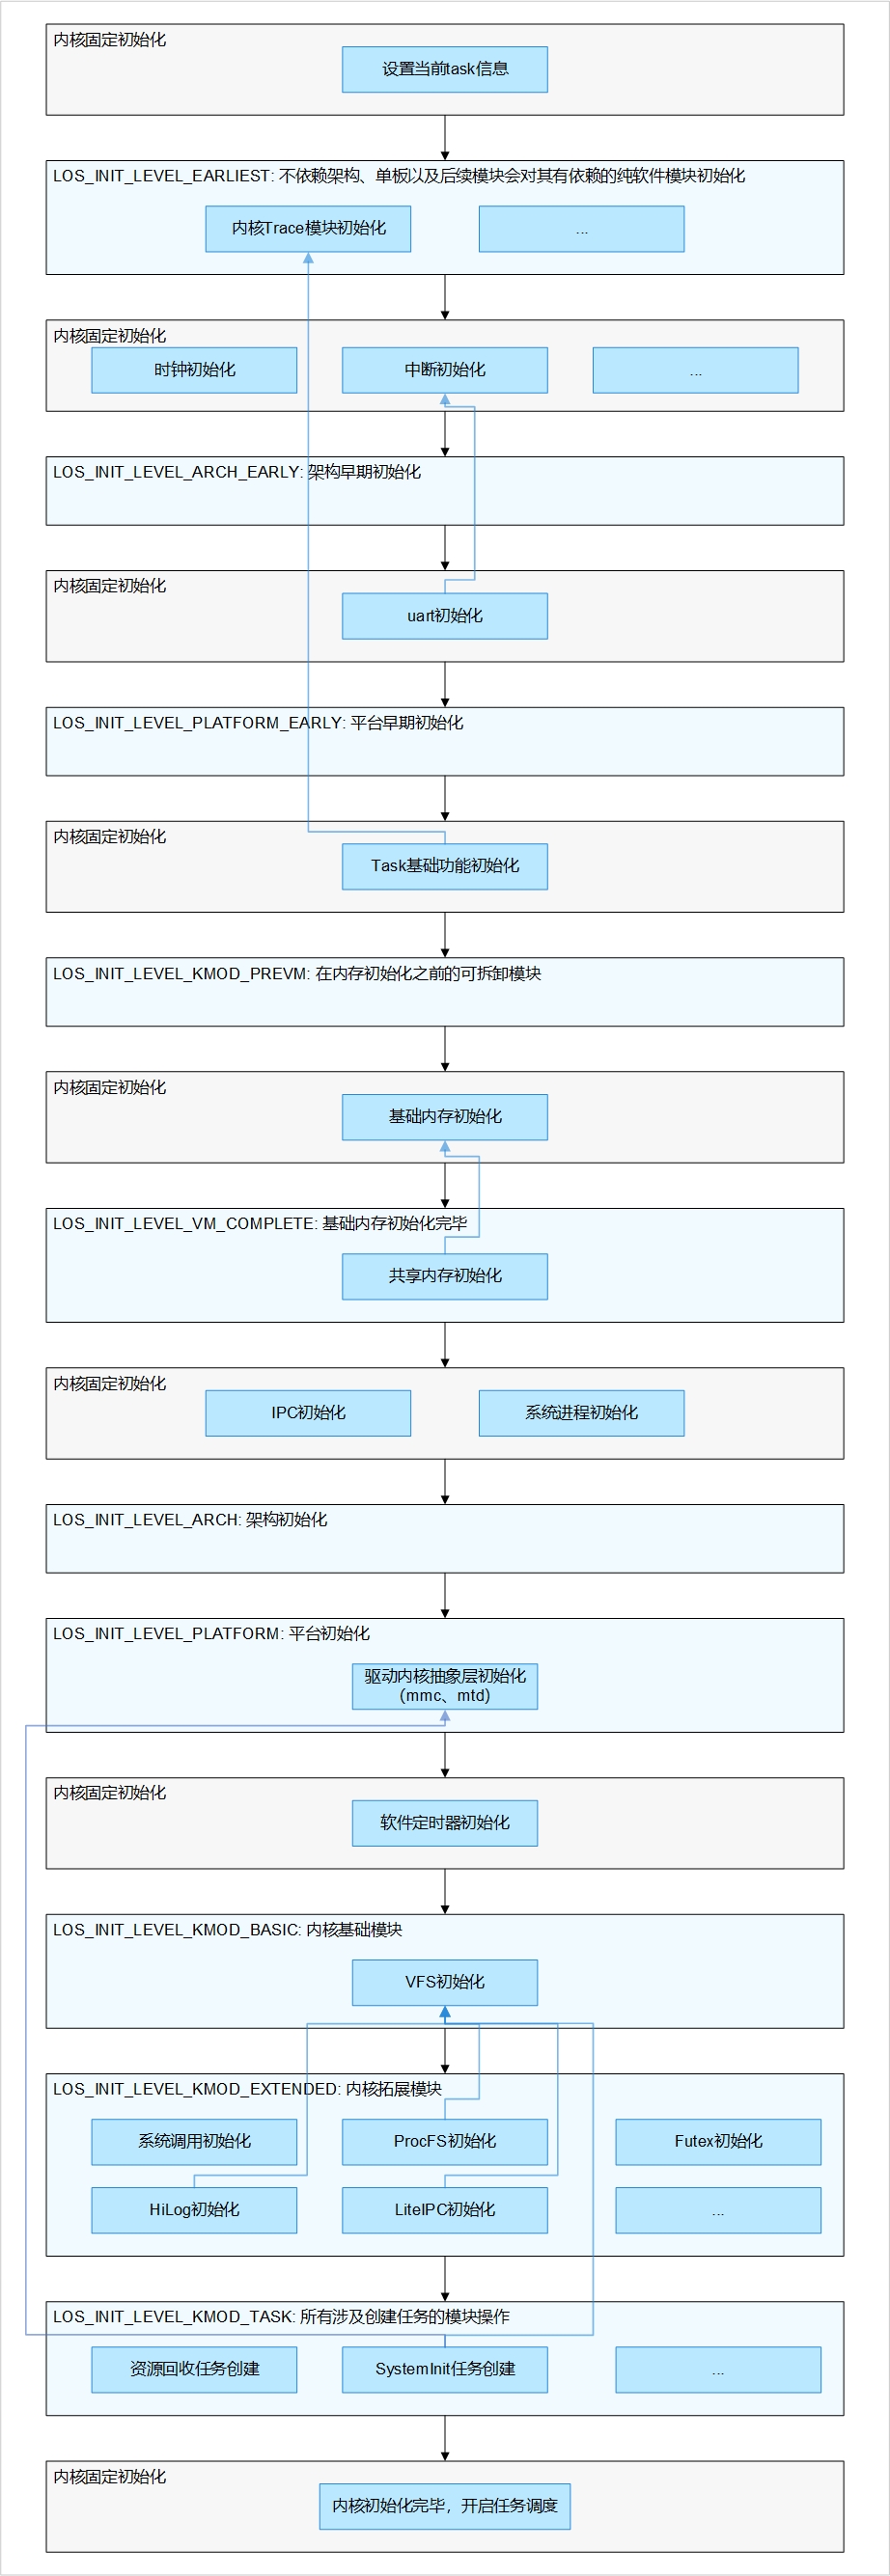 内核固定初始化
设置当前task信息
LOS_INIT_LEVEL_EARLIEST: 不依赖架构、单板以及后续模块会对其有依赖的纯软件模块初始化
内核Trace模块初始化
...
内核固定初始化
时钟初始化
中断初始化
...
LOS_INIT_LEVEL_ARCH_EARLY: 架构早期初始化
内核固定初始化
uart初始化
LOS_INIT_LEVEL_PLATFORM_EARLY: 平台早期初始化
内核固定初始化
Task基础功能初始化
LOS_INIT_LEVEL_KMOD_PREVM: 在内存初始化之前的可拆卸模块
内核固定初始化
基础内存初始化
LOS_INIT_LEVEL_VM_COMPLETE: 基础内存初始化完毕
共享内存初始化
内核固定初始化
IPC初始化
系统进程初始化
LOS_INIT_LEVEL_ARCH: 架构初始化
LOS_INIT_LEVEL_PLATFORM: 平台初始化
驱动内核抽象层初始化
（mmc、mtd）
内核固定初始化
软件定时器初始化
LOS_INIT_LEVEL_KMOD_BASIC: 内核基础模块
VFS初始化
LOS_INIT_LEVEL_KMOD_EXTENDED: 内核拓展模块
系统调用初始化
ProcFS初始化
Futex初始化
HiLog初始化
LiteIPC初始化
...
LOS_INIT_LEVEL_KMOD_TASK: 所有涉及创建任务的模块操作
资源回收任务创建
SystemInit任务创建
...
内核固定初始化
内核初始化完毕，开启任务调度